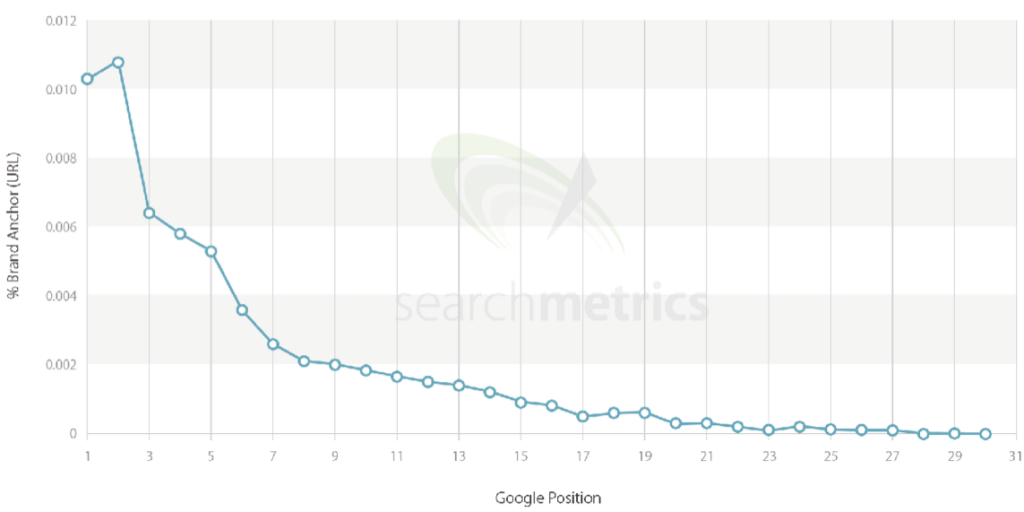 0.012
0.010
0.008
0.006
0.004
0.002
0
% Brand Anchor (URL)
searchmetrics
1 3 5 7 9 11 13 15 17 19 21 23 25 27 29 31
Google Position